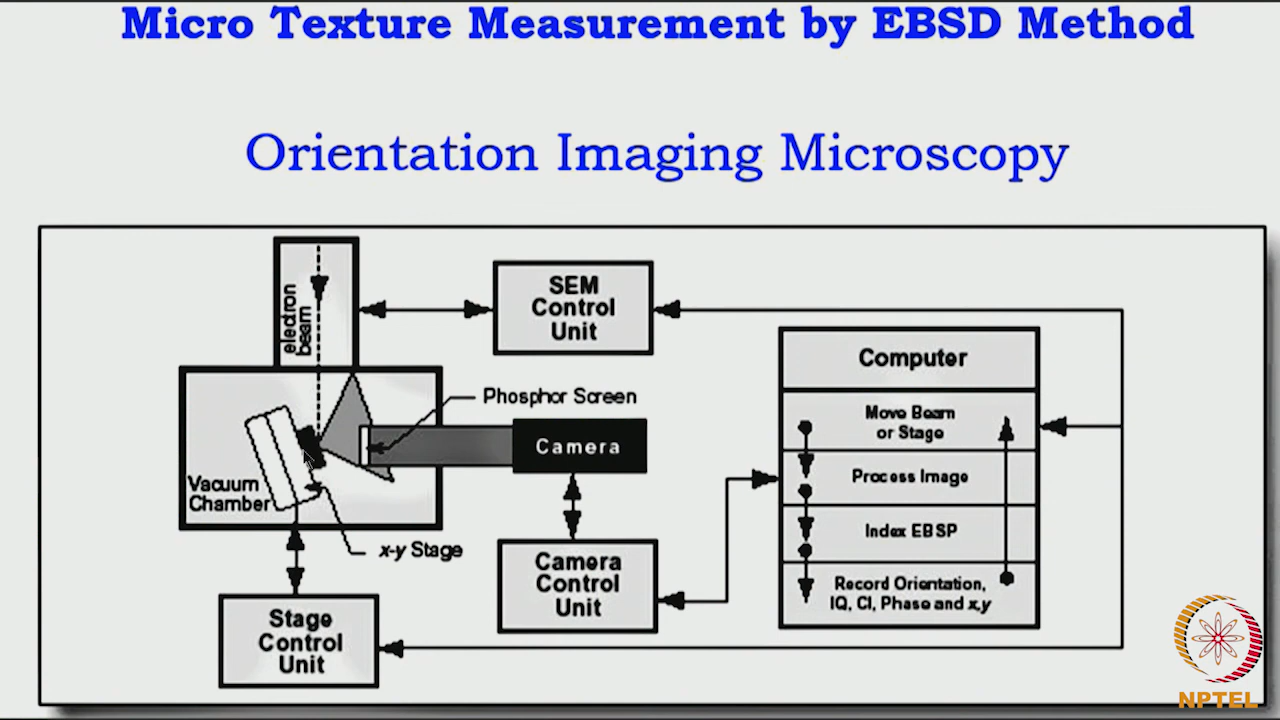 Micro Texture Measurement by EBSD Method
Orientation Imaging Microscopy
electron
beam
SEM
Control
Unit
Computer
Phosphor Screen
Move Beam
or Stage
Camera
Process Image
Vacuum
Chamber
Index EBSP
x-y Stage
Camera
Control
Unit
Record Orientation,
IQ, CI, Phase and x,y
Stage
Control
Unit
NPTEL